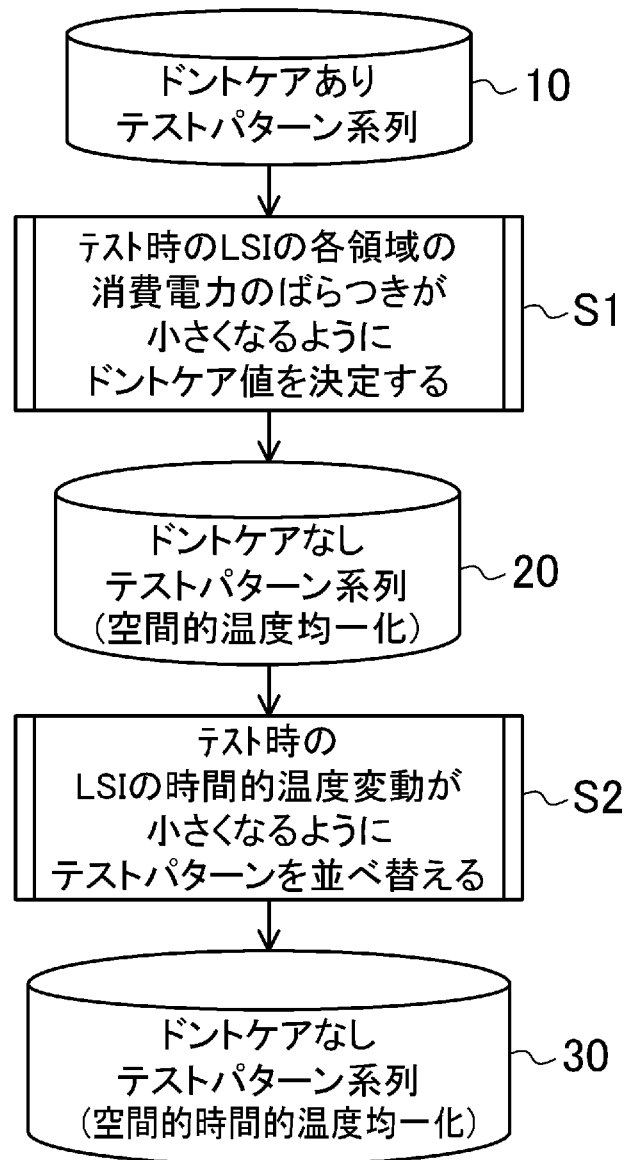 ドントケアあり
テストパターン系列
10
テスト時のLSIの各領域の
消費電力のばらつきが
小さくなるように
ドントケア値を決定する
S1
ドントケアなし
テストパターン系列
(空間的温度均一化)
20
テスト時の
LSIの時間的温度変動が
小さくなるように
テストパターンを並べ替える
S2
ドントケアなし
テストパターン系列
(空間的時間的温度均一化)
30